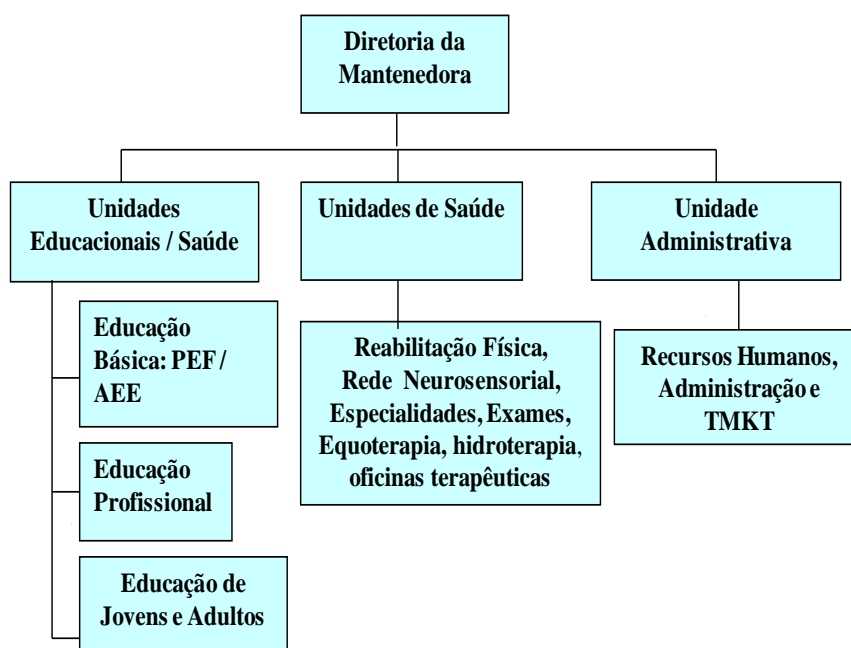 Diretoria da
Mantenedora
Unidades
Educacionais / Saúde
Unidades de Saúde
Unidade
Administrativa
Educação
Básica: PEF /
AEE
Reabilitação Física,
Rede Neurosensorial,
Especialidades, Exames,
Equoterapia, hidroterapia,
oficinas terapêuticas
Recursos Humanos,
Administração e
TMKT
Educação
Profissional
Educação de
Jovens e Adultos